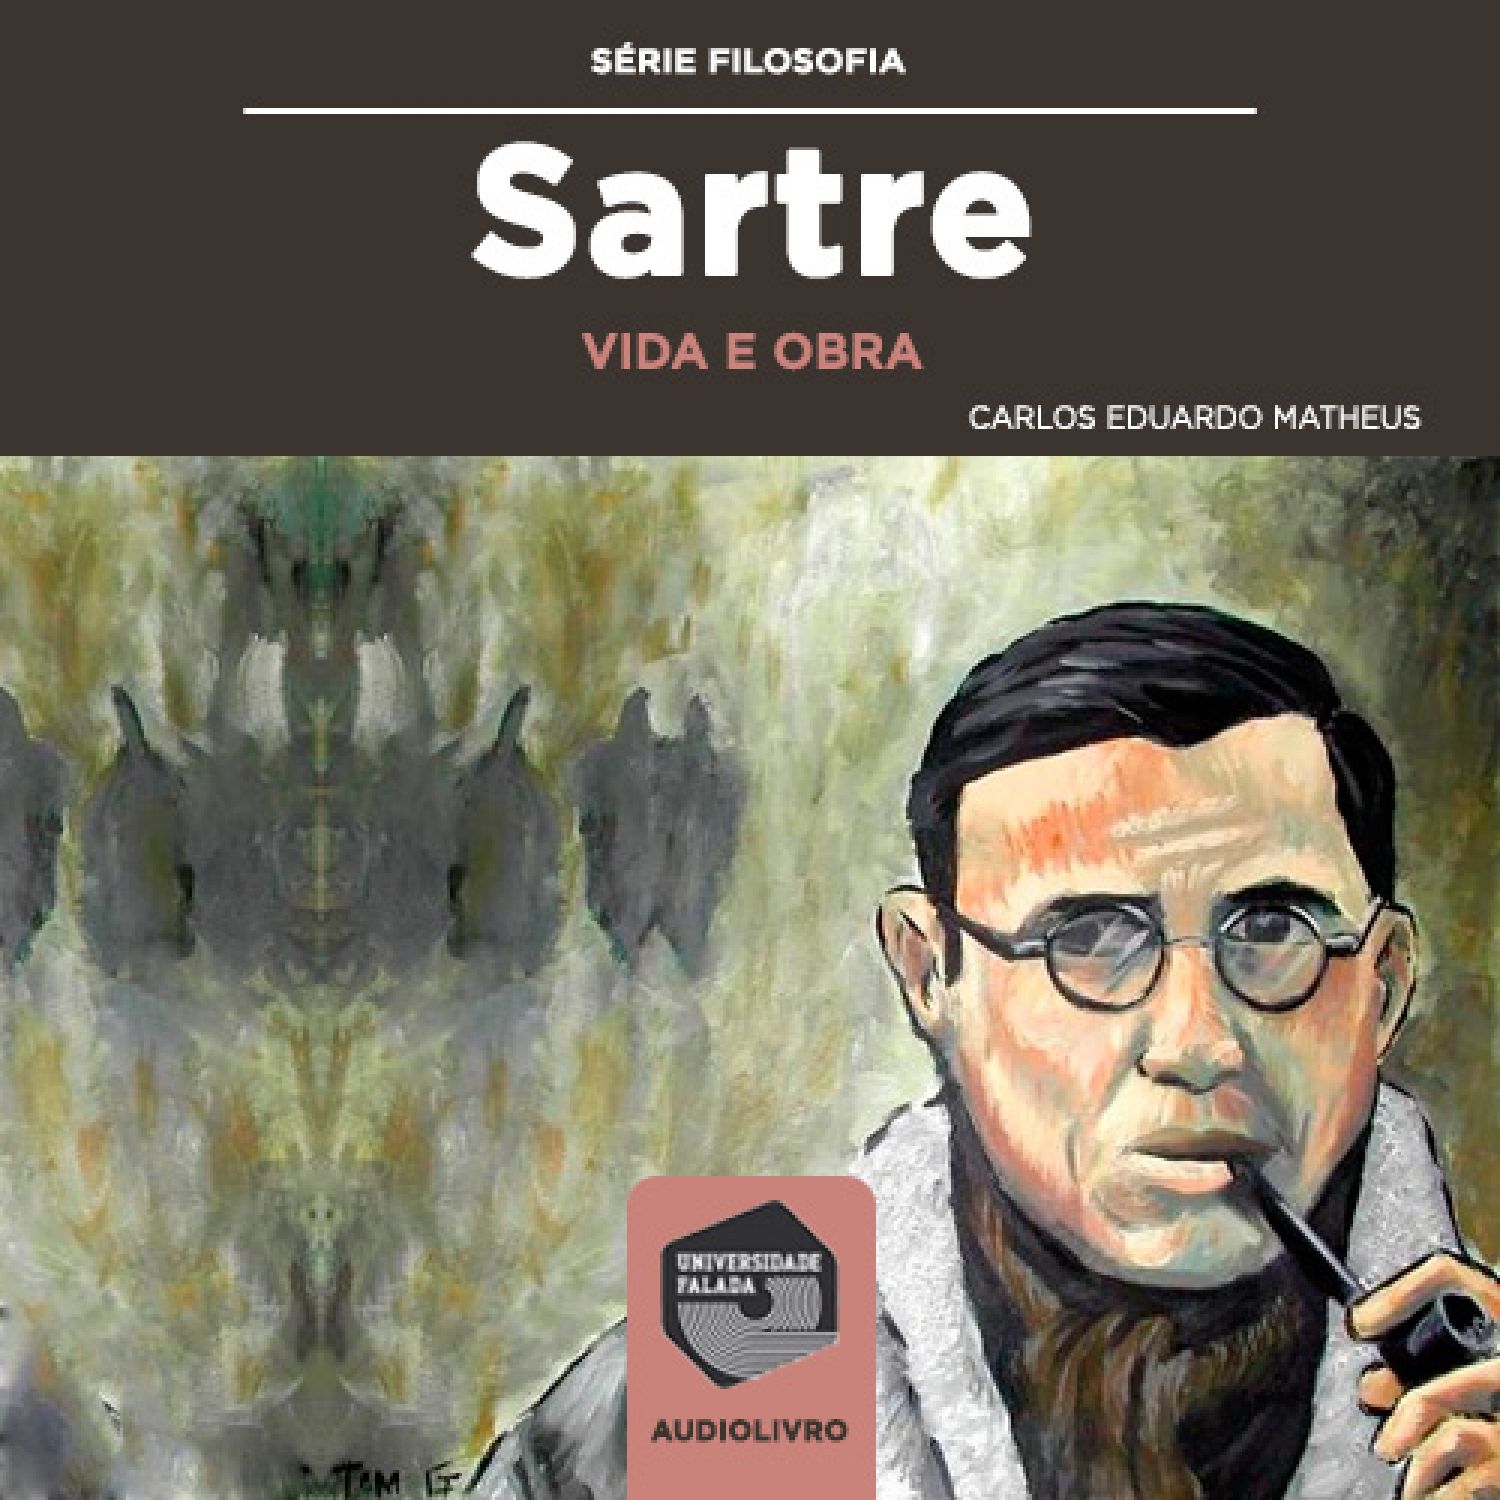 SÉRIE FILOSOFIA
Sartre
VIDA E OBRA
CARLOS EDUARDO MATHEUS
UNIVERSIDADE
FALADA
AUDIOLIVRO